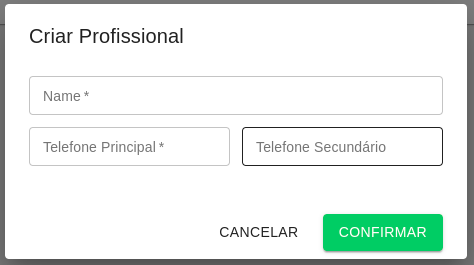 Criar Profissional
Name *
Telefone Principal *
Telefone Secundário
CANCELAR
CONFIRMAR